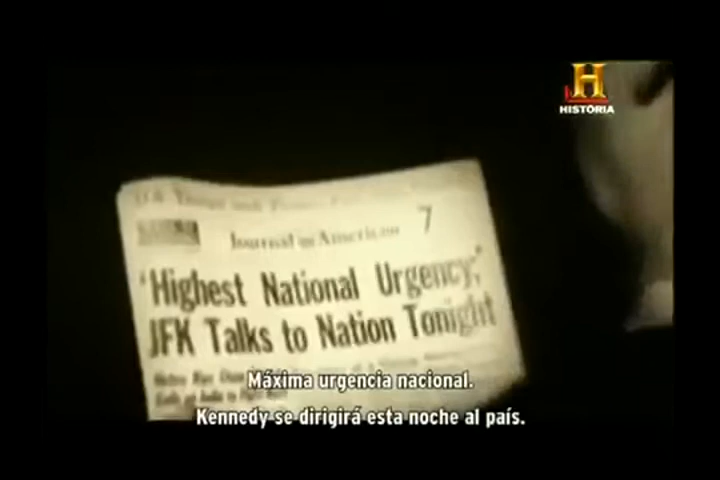 H
HISTORIA
Journal American 7
'Highest National Urgency;'
JFK Talks to Nation Tonight
Máxima urgencia nacional.
Kennedy se dirigirá esta noche al país.